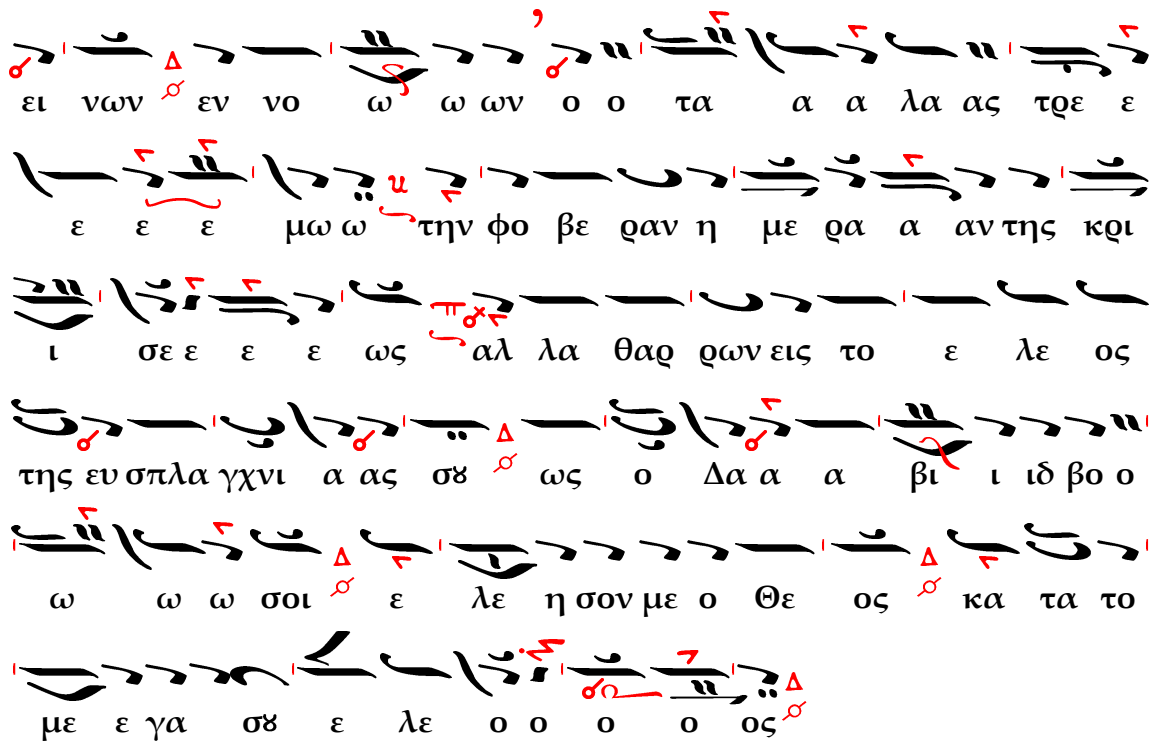 ει νων εν νο ω ω ων ο ο τα α α λα ας τρε ε
ε ε ε μω ω την φο βε ραν η με ρα α αν της κρι
ι σε ε ε ε ως αλ λα θαρ ρων εις το ε λε ος
της ευ σπλα γχνι α ας σȣ ως ο Δα α α βι ι ιδ βο ο
ω ω ω σοι ε λε η σον με ο Θε ος κα τα το
με ε γα σȣ ε λε ο ο ο ο ος